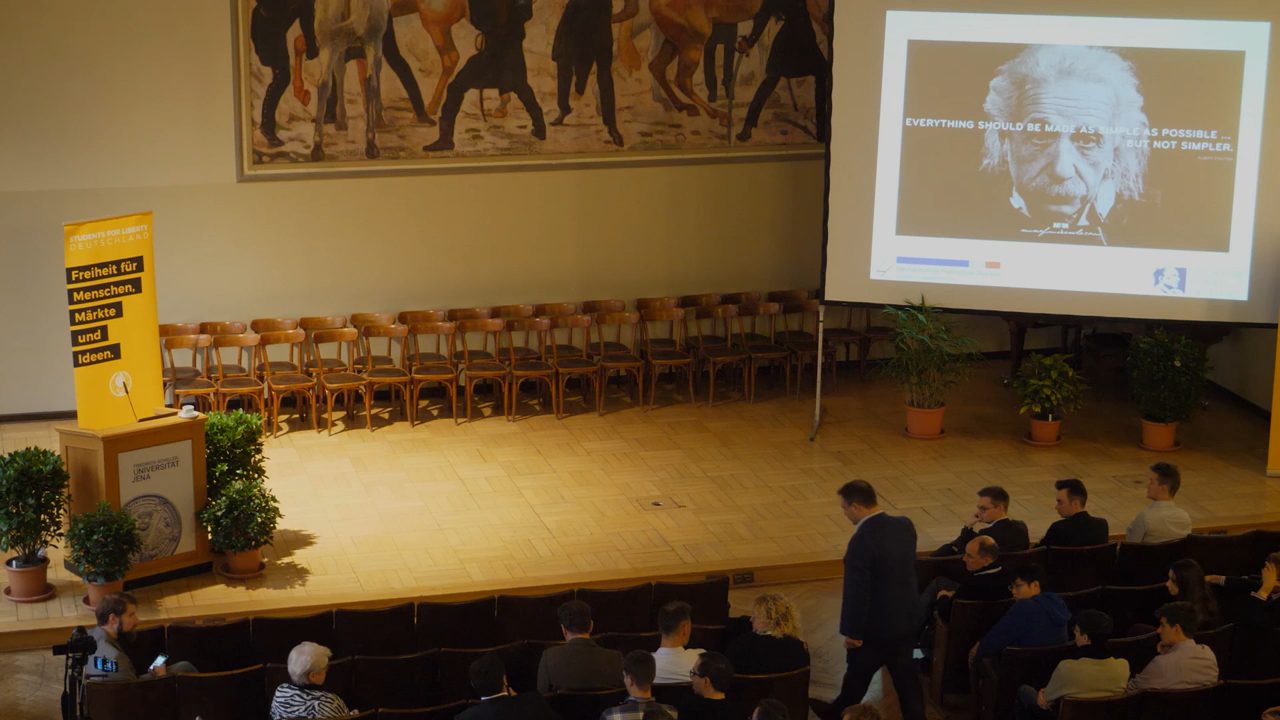 STUDENTS FOR LIBERTY
DEUTSCHLAND
Freiheit für
Menschen,
Märkte
und
Ideen.
FRIEDRICH-SCHILLER-
UNIVERSITÄT
JENA
EVERYTHING SHOULD BE MADE AS SIMPLE AS POSSIBLE ...
BUT NOT SIMPLER.